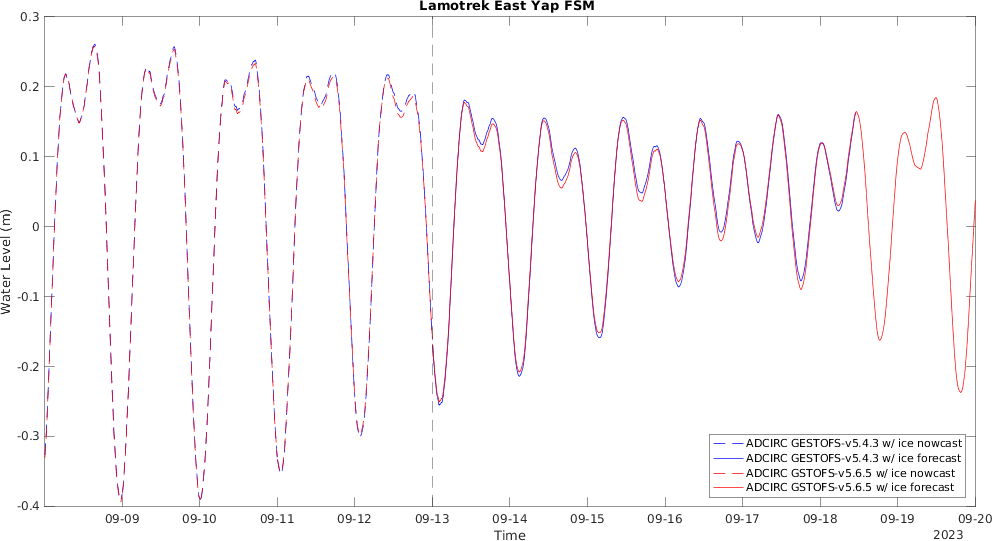 Lamotrek East Yap FSM
0.3
0.2
0.1
0
-0.1
-0.2
-0.3
-0.4
Water Level (m)
ADCIRC GESTOFS-v5.4.3 w/ ice nowcast
ADCIRC GESTOFS-v5.4.3 w/ ice forecast
ADCIRC GSTOFS-v5.6.5 w/ ice nowcast
ADCIRC GSTOFS-v5.6.5 w/ ice forecast
09-09 09-10 09-11 09-12 09-13 09-14 09-15 09-16 09-17 09-18 09-19 09-20
Time
2023